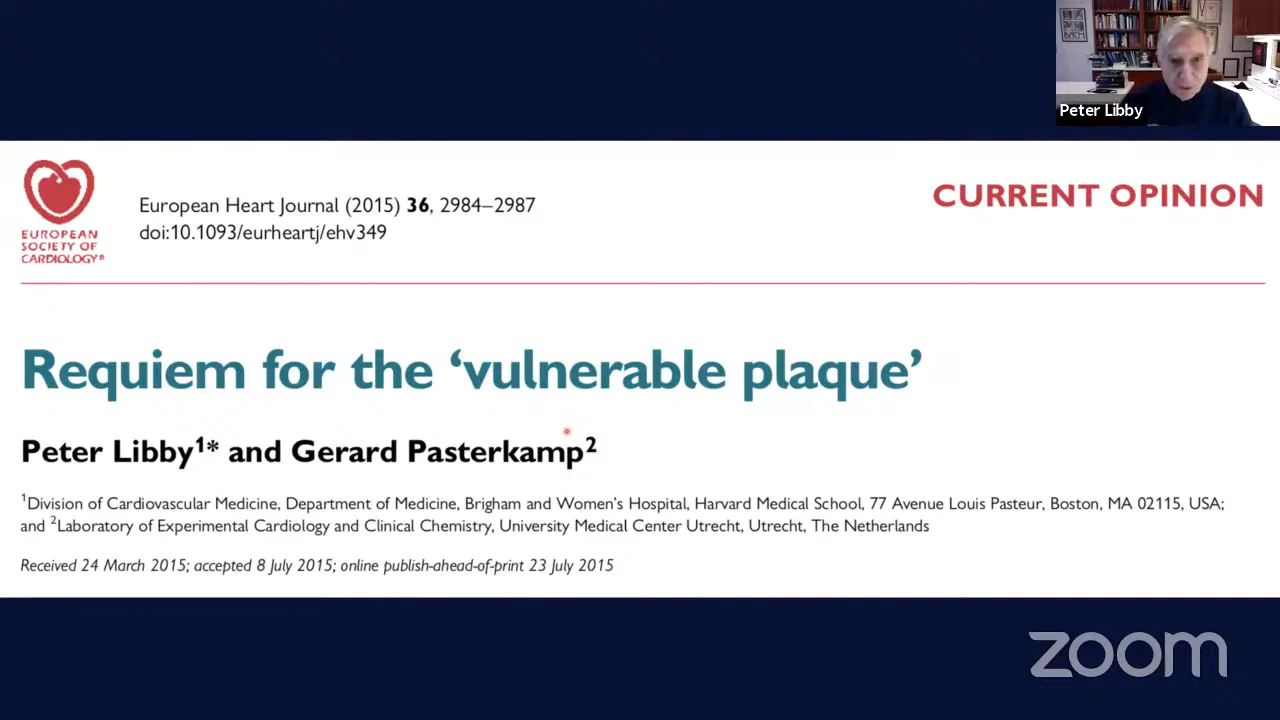 Peter Libby
EUROPEAN
SOCIETY OF
CARDIOLOGY®
European Heart Journal (2015) 36, 2984–2987
doi:10.1093/eurheartj/ehv349
CURRENT OPINION
Requiem for the ‘vulnerable plaque’
Peter Libby1* and Gerard Pasterkamp2
1Division of Cardiovascular Medicine, Department of Medicine, Brigham and Women’s Hospital, Harvard Medical School, 77 Avenue Louis Pasteur, Boston, MA 02115, USA;
and 2Laboratory of Experimental Cardiology and Clinical Chemistry, University Medical Center Utrecht, Utrecht, The Netherlands
Received 24 March 2015; accepted 8 July 2015; online publish-ahead-of-print 23 July 2015
zoom